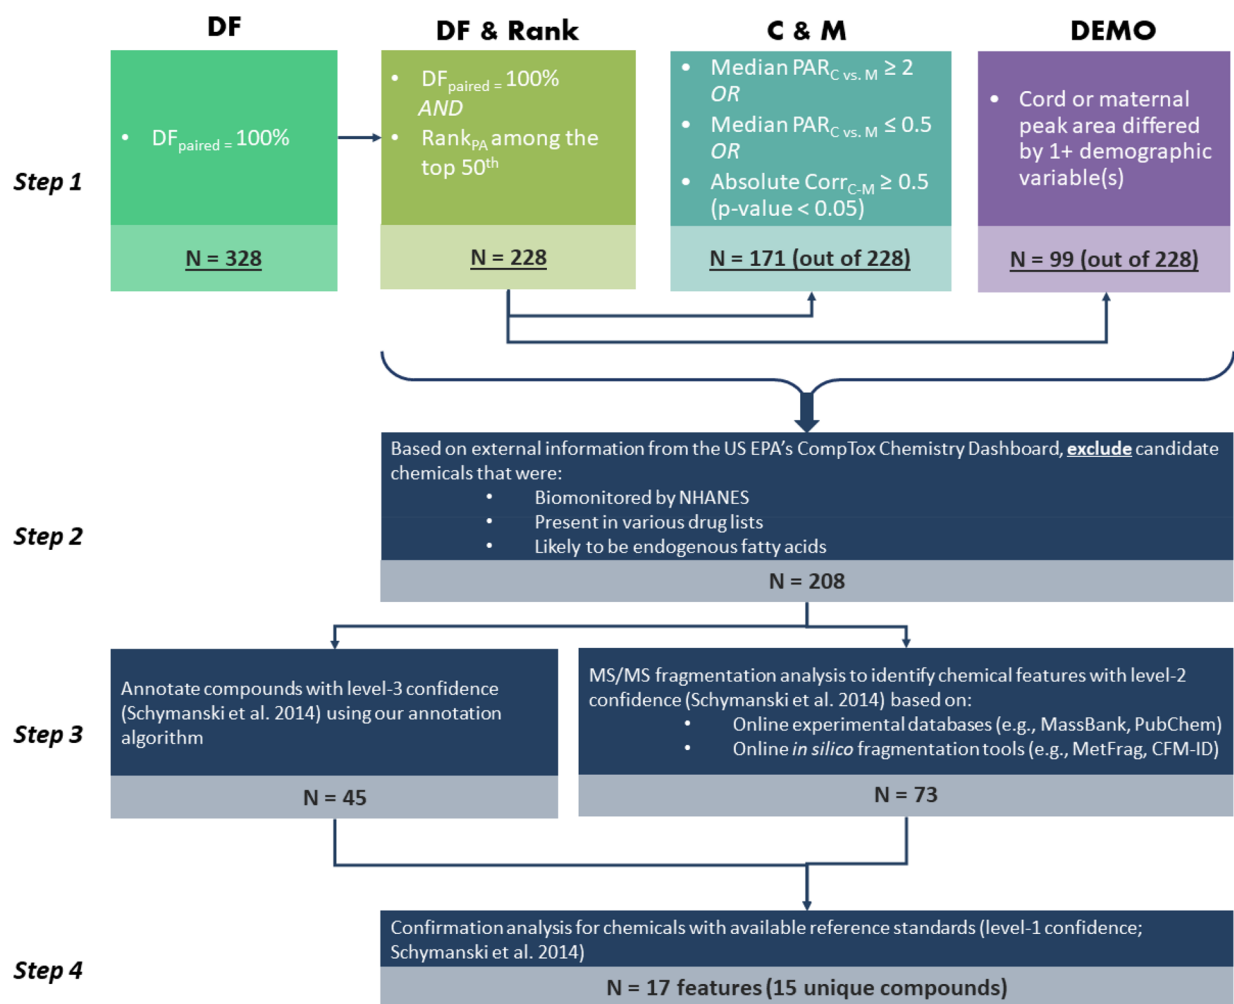 DF
DF & Rank
C & M
DEMO
Step 1
• DFpaired = 100%
N = 328
• DFpaired = 100%
AND
• RankPA among the
top 50th
N = 228
• Median PARC vs. M ≥ 2
OR
• Median PARC vs. M ≤ 0.5
OR
• Absolute CorrC-M ≥ 0.5
(p-value < 0.05)
N = 171 (out of 228)
• Cord or maternal
peak area differed
by 1+ demographic
variable(s)
N = 99 (out of 228)
Step 2
Based on external information from the US EPA's CompTox Chemistry Dashboard, exclude candidate
chemicals that were:
• Biomonitored by NHANES
• Present in various drug lists
• Likely to be endogenous fatty acids
N = 208
Step 3
Annotate compounds with level-3 confidence
(Schymanski et al. 2014) using our annotation
algorithm
N = 45
MS/MS fragmentation analysis to identify chemical features with level-2
confidence (Schymanski et al. 2014) based on:
• Online experimental databases (e.g., MassBank, PubChem)
• Online in silico fragmentation tools (e.g., MetFrag, CFM-ID)
N = 73
Step 4
Confirmation analysis for chemicals with available reference standards (level-1 confidence;
Schymanski et al. 2014)
N = 17 features (15 unique compounds)